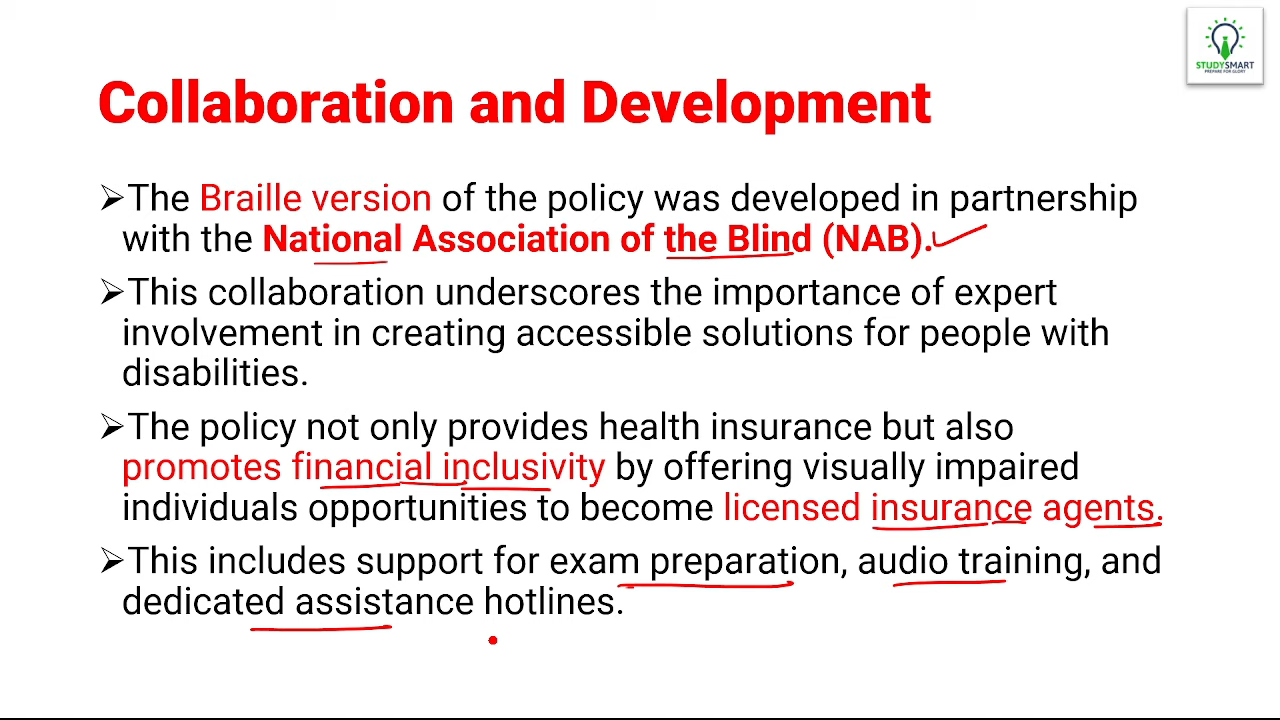 STUDYSMART
PREPARE FOR GLORY
Collaboration and Development
➢The Braille version of the policy was developed in partnership
with the National Association of the Blind (NAB).
➢This collaboration underscores the importance of expert
involvement in creating accessible solutions for people with
disabilities.
➢The policy not only provides health insurance but also
promotes financial inclusivity by offering visually impaired
individuals opportunities to become licensed insurance agents.
➢This includes support for exam preparation, audio training, and
dedicated assistance hotlines.